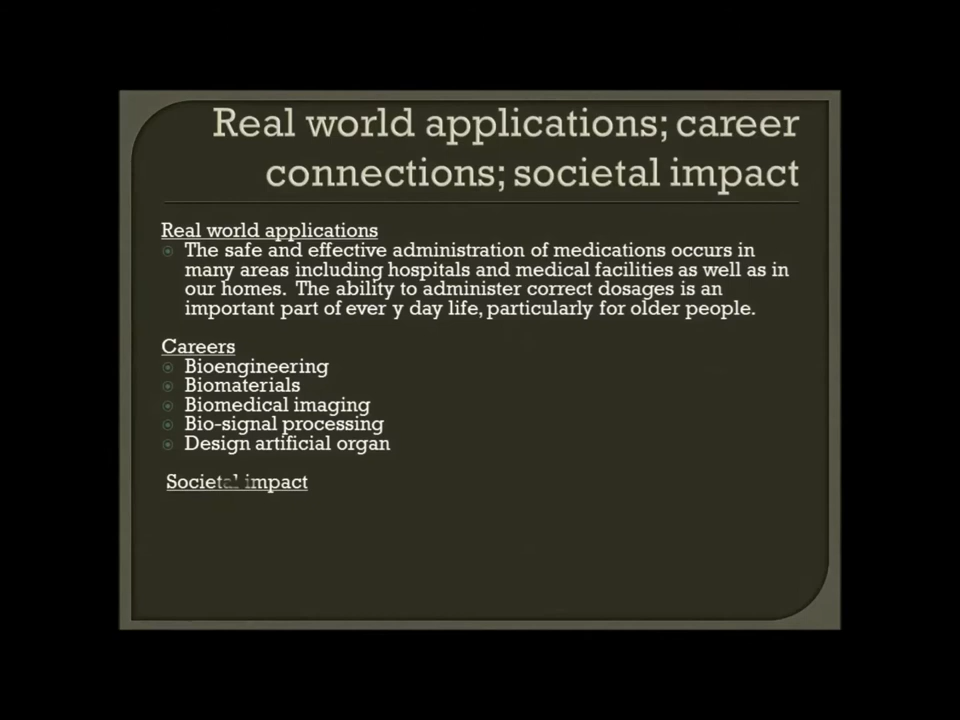 Real world applications; career
connections; societal impact
Real world applications
The safe and effective administration of medications occurs in
many areas including hospitals and medical facilities as well as in
our homes. The ability to administer correct dosages is an
important part of ever y day life, particularly for older people.
Careers
Bioengineering
Biomaterials
Biomedical imaging
Bio-signal processing
Design artificial organ
Societal impact